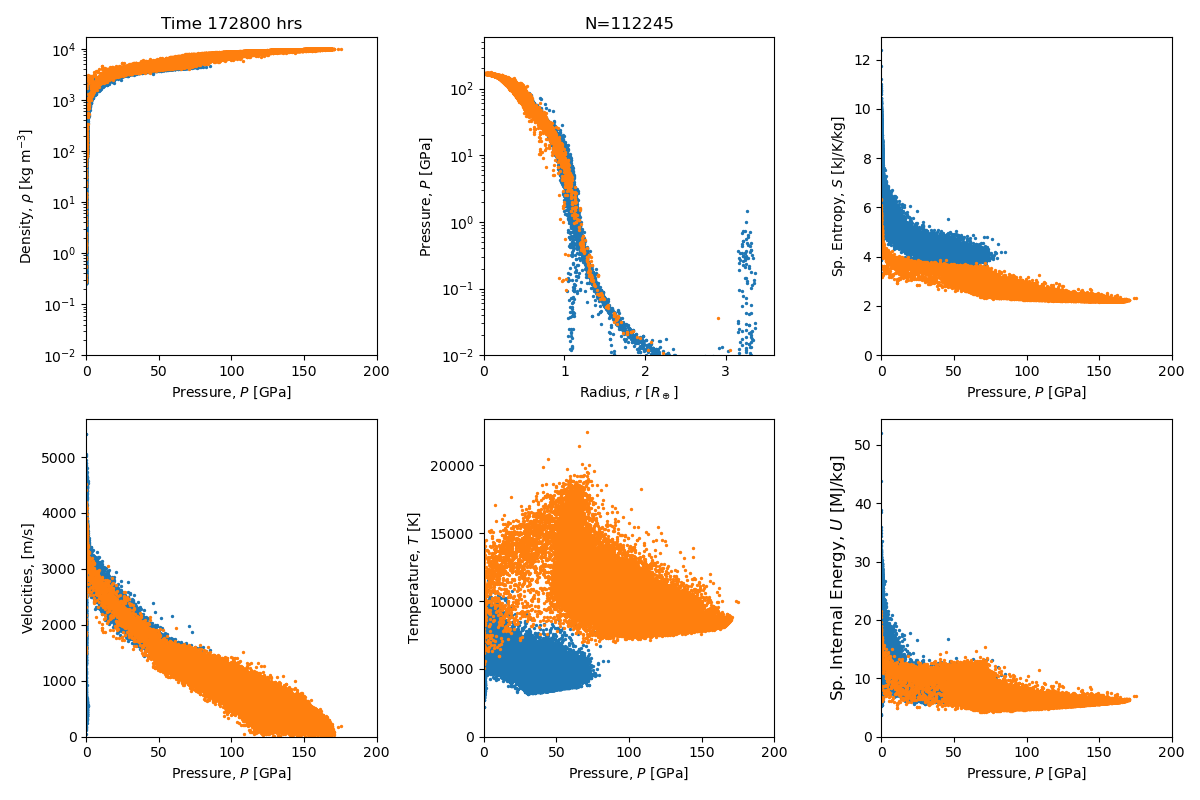 Time 172800 hrs
N=112245
10⁴
10³
10²
10¹
10⁰
10⁻¹
10⁻²
Density, ρ [kg m⁻³]
0 50 100 150 200
Pressure, P [GPa]
10²
10¹
10⁰
10⁻¹
10⁻²
Pressure, P [GPa]
0 1 2 3
Radius, r [R⊕]
12
10
8
6
4
2
0
Sp. Entropy, S [kJ/K/kg]
0 50 100 150 200
Pressure, P [GPa]
5000
4000
3000
2000
1000
0
Velocities, [m/s]
0 50 100 150 200
Pressure, P [GPa]
20000
15000
10000
5000
0
Temperature, T [K]
0 50 100 150 200
Pressure, P [GPa]
50
40
30
20
10
0
Sp. Internal Energy, U [MJ/kg]
0 50 100 150 200
Pressure, P [GPa]